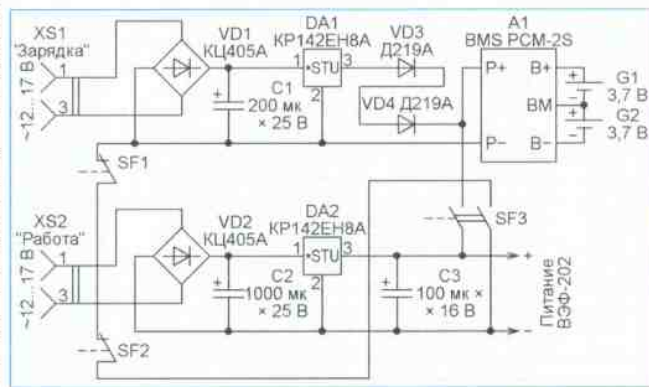 XS1
"Зарядка"
1
3
~12...17 В
VD1
КЦ405А
C1
200 мк
× 25 В
DA1
КР142ЕН8А
1
*STU
3
2
VD3
Д219А
VD4 Д219А
A1
BMS PCM-2S
P+
B+
BM
P−
B−
G1
3,7 В
G2
3,7 В
SF1
XS2
"Работа"
1
3
~12...17 В
VD2
КЦ405А
C2
1000 мк
× 25 В
DA2
КР142ЕН8А
1
*STU
3
2
C3
100 мк ×
× 16 В
SF3
+
Питание
ВЭФ-202
−
SF2